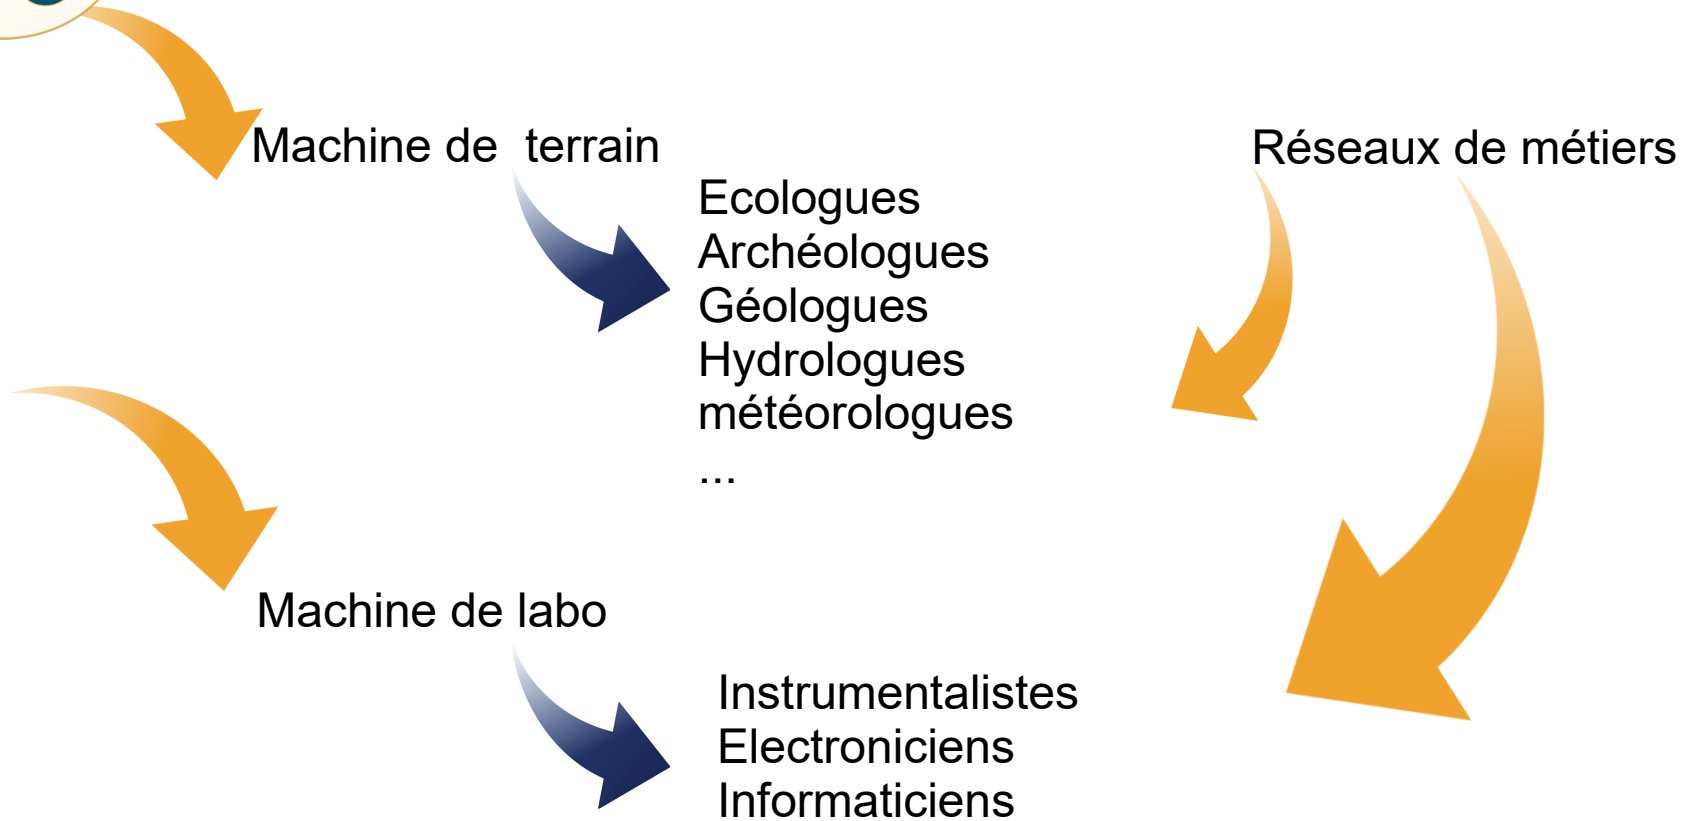 Machine de  terrain
Réseaux de métiers
Ecologues
Archéologues
Géologues
Hydrologues
météorologues
...
Machine de labo
Instrumentalistes
Electroniciens
Informaticiens